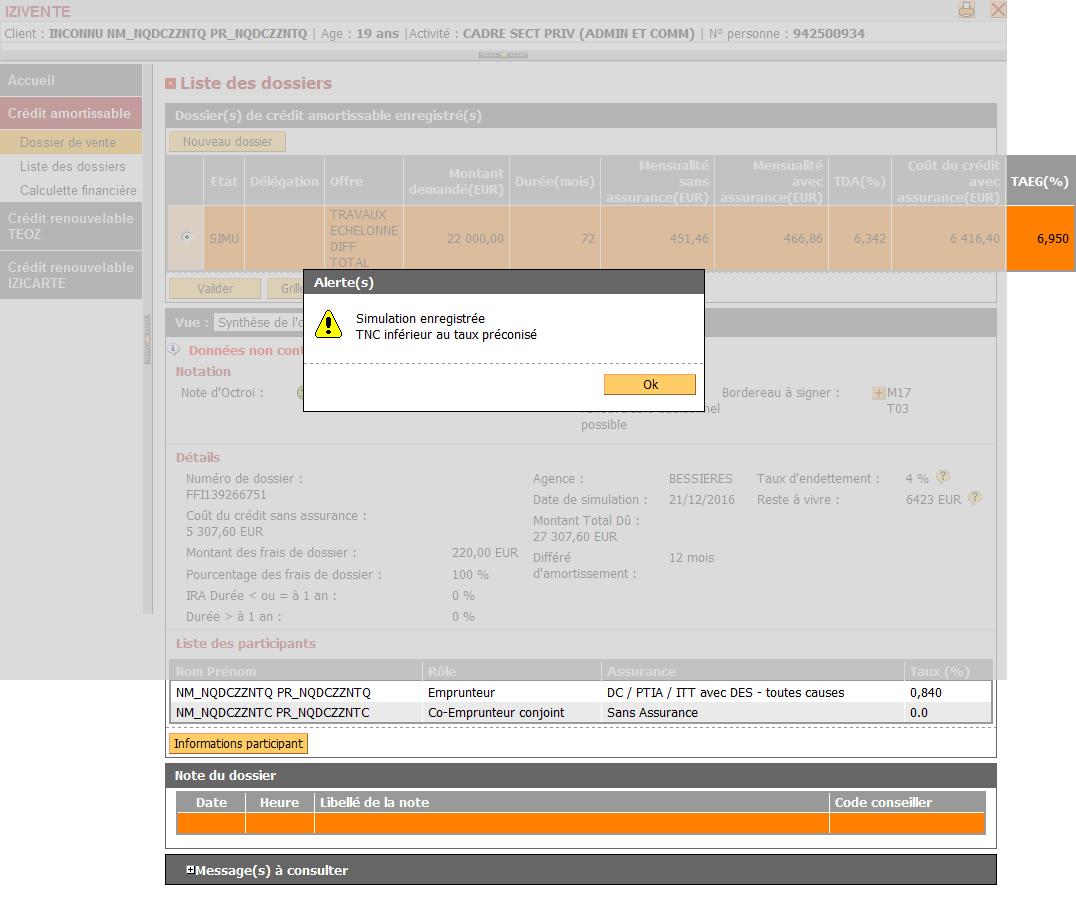 IZIVENTE
Client : INCONNU NM_NQDCZZNTQ PR_NQDCZZNTQ | Age : 19 ans |Activité : CADRE SECT PRIV (ADMIN ET COMM) | N° personne : 942500934
Accueil
Crédit amortissable
Dossier de vente
Liste des dossiers
Calculette financière
Crédit renouvelable
TEOZ
Crédit renouvelable
IZICARTE
Liste des dossiers
Dossier(s) de crédit amortissable enregistré(s)
Nouveau dossier
Etat Délégation Offre Montant demandé(EUR) Durée(mois) Mensualité sans assurance(EUR) Mensualité avec assurance(EUR) TDA(%) Coût du crédit avec assurance(EUR) TAEG(%)
SIMU TRAVAUX ECHELONNE DIFF TOTAL 22 000,00 72 451,46 466,86 6,342 6 416,40 6,950
Valider
Alerte(s)
Simulation enregistrée
TNC inférieur au taux préconisé
Ok
Vue : Synthèse de l'o
Données non cont
Notation
Note d'Octroi :
possible
Bordereau à signer : M17
T03
Détails
Numéro de dossier :
FFI139266751
Coût du crédit sans assurance :
5 307,60 EUR
Montant des frais de dossier : 220,00 EUR
Pourcentage des frais de dossier : 100 %
IRA Durée < ou = à 1 an : 0 %
Durée > à 1 an : 0 %
Agence : BESSIERES
Date de simulation : 21/12/2016
Montant Total Dû :
27 307,60 EUR
Différé
d'amortissement : 12 mois
Taux d'endettement : 4 %
Reste à vivre : 6423 EUR
Liste des participants
Nom Prénom Rôle Assurance Taux (%)
NM_NQDCZZNTQ PR_NQDCZZNTQ Emprunteur DC / PTIA / ITT avec DES - toutes causes 0,840
NM_NQDCZZNTC PR_NQDCZZNTC Co-Emprunteur conjoint Sans Assurance 0.0
Informations participant
Note du dossier
Date Heure Libellé de la note Code conseiller
Message(s) à consulter